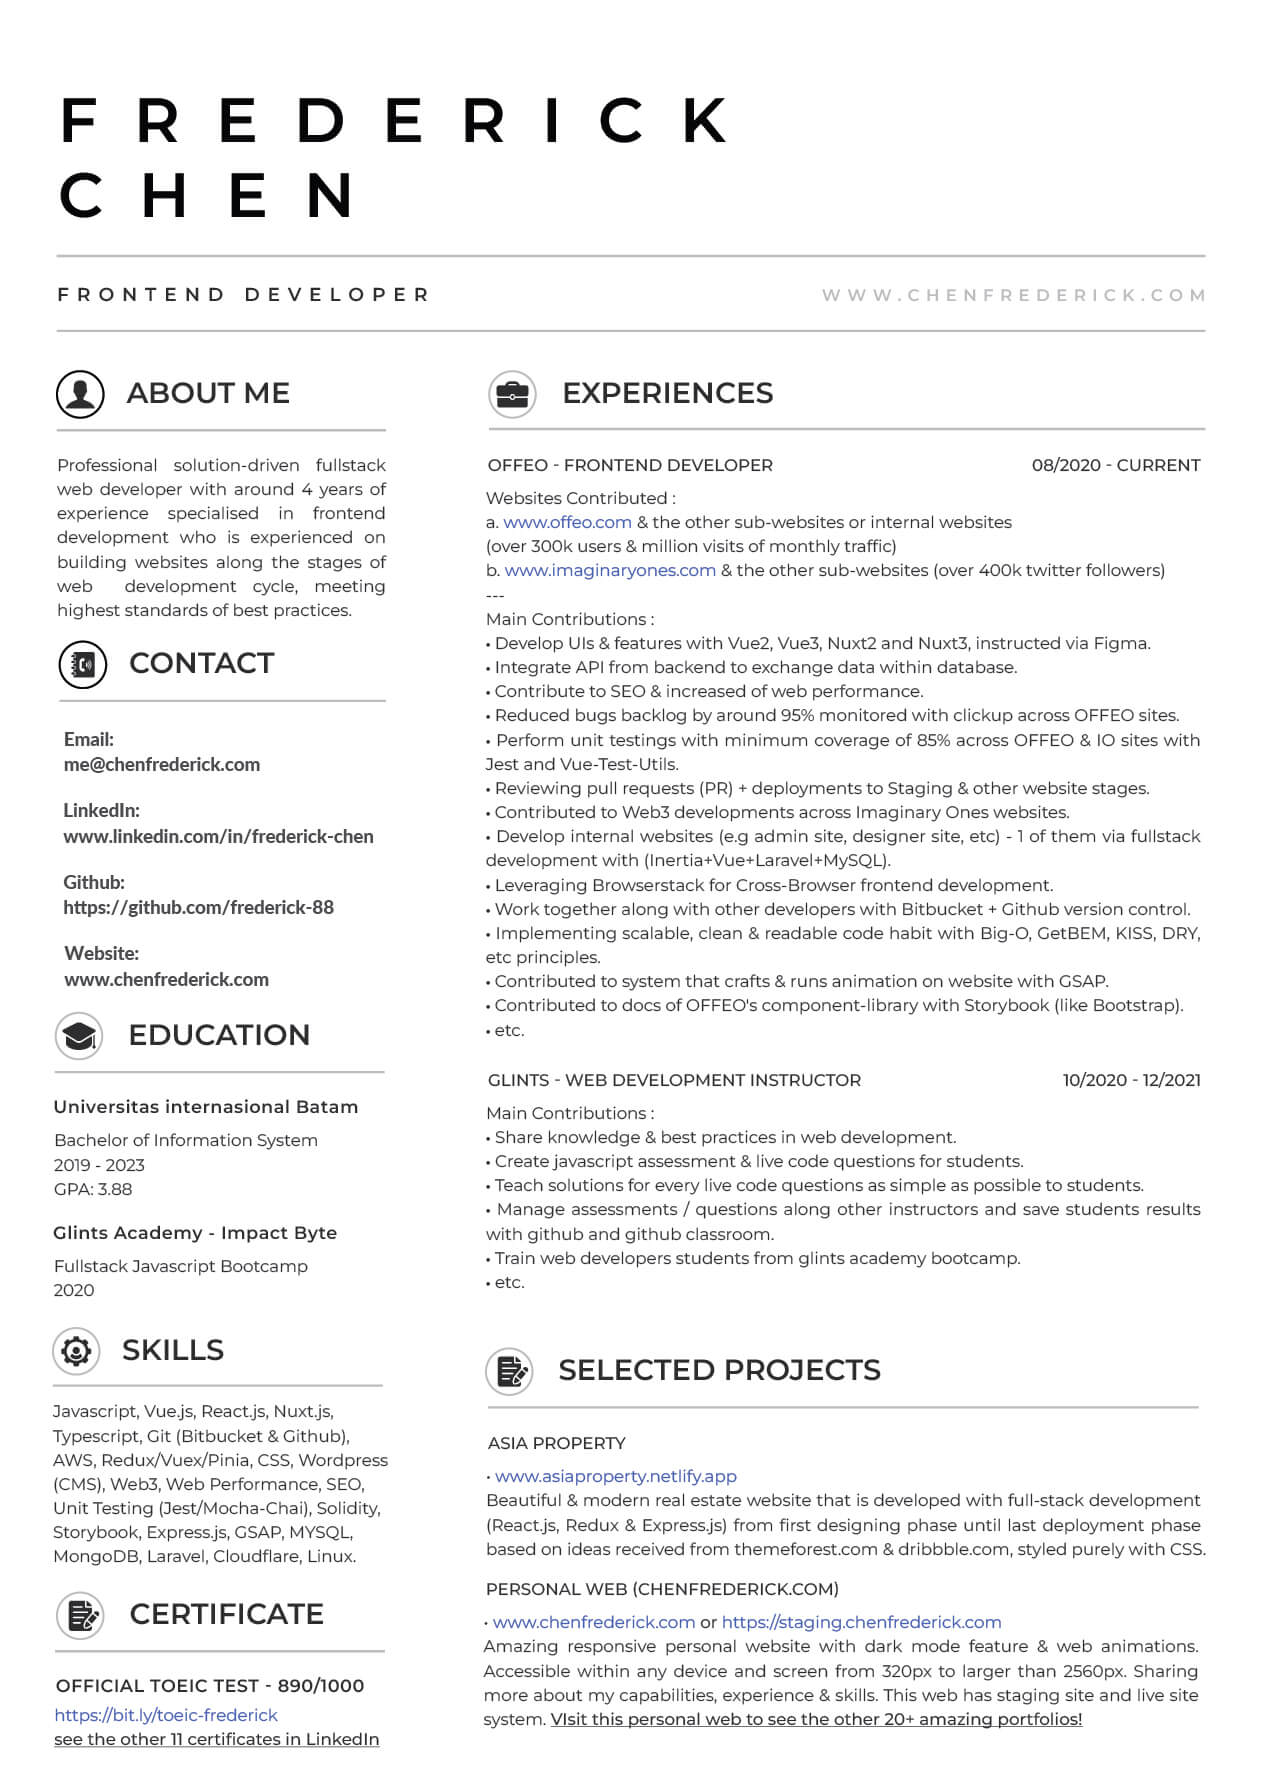 FREDERICK
CHEN
FRONTEND DEVELOPER
WWW.CHENFREDERICK.COM
ABOUT ME
Professional solution-driven fullstack
web developer with around 4 years of
experience specialised in frontend
development who is experienced on
building websites along the stages of
web development cycle, meeting
highest standards of best practices.
CONTACT
Email:
me@chenfrederick.com
LinkedIn:
www.linkedin.com/in/frederick-chen
Github:
https://github.com/frederick-88
Website:
www.chenfrederick.com
EDUCATION
Universitas internasional Batam
Bachelor of Information System
2019 - 2023
GPA: 3.88
Glints Academy - Impact Byte
Fullstack Javascript Bootcamp
2020
SKILLS
Javascript, Vue.js, React.js, Nuxt.js,
Typescript, Git (Bitbucket & Github),
AWS, Redux/Vuex/Pinia, CSS, Wordpress
(CMS), Web3, Web Performance, SEO,
Unit Testing (Jest/Mocha-Chai), Solidity,
Storybook, Express.js, GSAP, MYSQL,
MongoDB, Laravel, Cloudflare, Linux.
CERTIFICATE
OFFICIAL TOEIC TEST - 890/1000
https://bit.ly/toeic-frederick
see the other 11 certificates in LinkedIn
EXPERIENCES
OFFEO - FRONTEND DEVELOPER 08/2020 - CURRENT
Websites Contributed :
a. www.offeo.com & the other sub-websites or internal websites
(over 300k users & million visits of monthly traffic)
b. www.imaginaryones.com & the other sub-websites (over 400k twitter followers)
---
Main Contributions :
• Develop UIs & features with Vue2, Vue3, Nuxt2 and Nuxt3, instructed via Figma.
• Integrate API from backend to exchange data within database.
• Contribute to SEO & increased of web performance.
• Reduced bugs backlog by around 95% monitored with clickup across OFFEO sites.
• Perform unit testings with minimum coverage of 85% across OFFEO & IO sites with
Jest and Vue-Test-Utils.
• Reviewing pull requests (PR) + deployments to Staging & other website stages.
• Contributed to Web3 developments across Imaginary Ones websites.
• Develop internal websites (e.g admin site, designer site, etc) - 1 of them via fullstack
development with (Inertia+Vue+Laravel+MySQL).
• Leveraging Browserstack for Cross-Browser frontend development.
• Work together along with other developers with Bitbucket + Github version control.
• Implementing scalable, clean & readable code habit with Big-O, GetBEM, KISS, DRY,
etc principles.
• Contributed to system that crafts & runs animation on website with GSAP.
• Contributed to docs of OFFEO's component-library with Storybook (like Bootstrap).
• etc.
GLINTS - WEB DEVELOPMENT INSTRUCTOR 10/2020 - 12/2021
Main Contributions :
• Share knowledge & best practices in web development.
• Create javascript assessment & live code questions for students.
• Teach solutions for every live code questions as simple as possible to students.
• Manage assessments / questions along other instructors and save students results
with github and github classroom.
• Train web developers students from glints academy bootcamp.
• etc.
SELECTED PROJECTS
ASIA PROPERTY
• www.asiaproperty.netlify.app
Beautiful & modern real estate website that is developed with full-stack development
(React.js, Redux & Express.js) from first designing phase until last deployment phase
based on ideas received from themeforest.com & dribbble.com, styled purely with CSS.
PERSONAL WEB (CHENFREDERICK.COM)
• www.chenfrederick.com or https://staging.chenfrederick.com
Amazing responsive personal website with dark mode feature & web animations.
Accessible within any device and screen from 320px to larger than 2560px. Sharing
more about my capabilities, experience & skills. This web has staging site and live site
system. VIsit this personal web to see the other 20+ amazing portfolios!